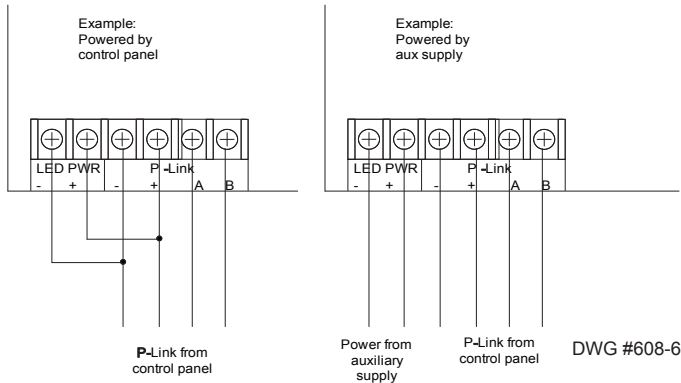 Example:
Powered by
control panel
LED PWR P -Link
- + - + A B
P-Link from
control panel
Example:
Powered by
aux supply
LED PWR P -Link
- + - + A B
Power from
auxiliary
supply
P-Link from
control panel
DWG #608-6